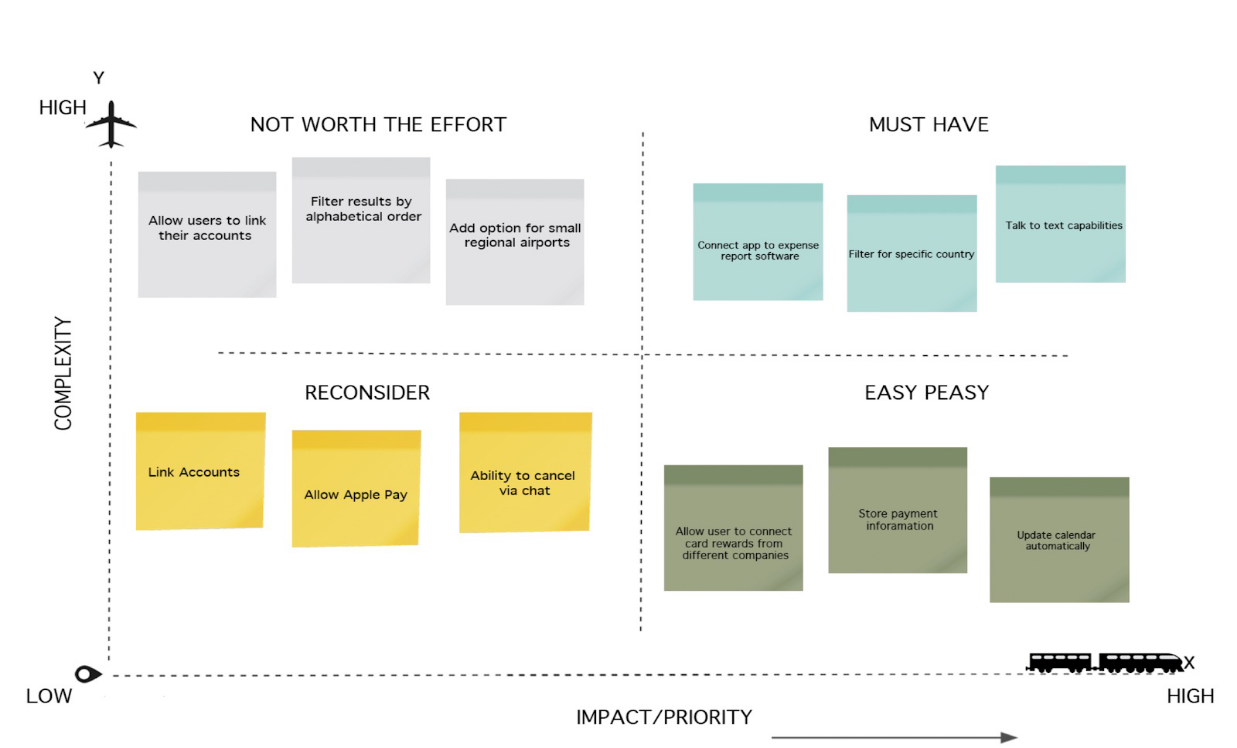 Y
HIGH
NOT WORTH THE EFFORT
MUST HAVE
Allow users to link
their accounts
Filter results by
alphabetical order
Add option for small
regional airports
Connect app to expense
report software
Filter for specific country
Talk to text capabilities
COMPLEXITY
RECONSIDER
EASY PEASY
Link Accounts
Allow Apple Pay
Ability to cancel
via chat
Allow user to connect
card rewards from
different companies
Store payment
inforamation
Update calendar
automatically
X
LOW
HIGH
IMPACT/PRIORITY